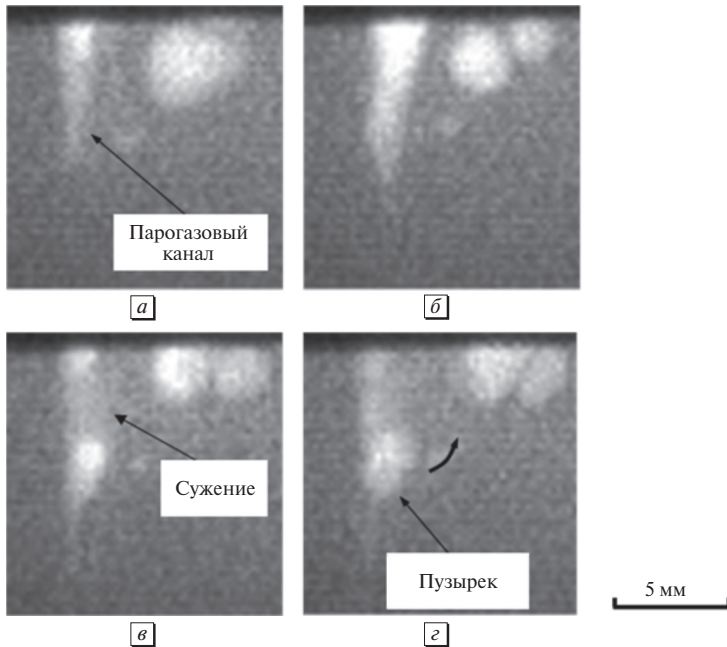 Парогазовый
канал
а
б
Сужение
Пузырек
5 мм
в
г